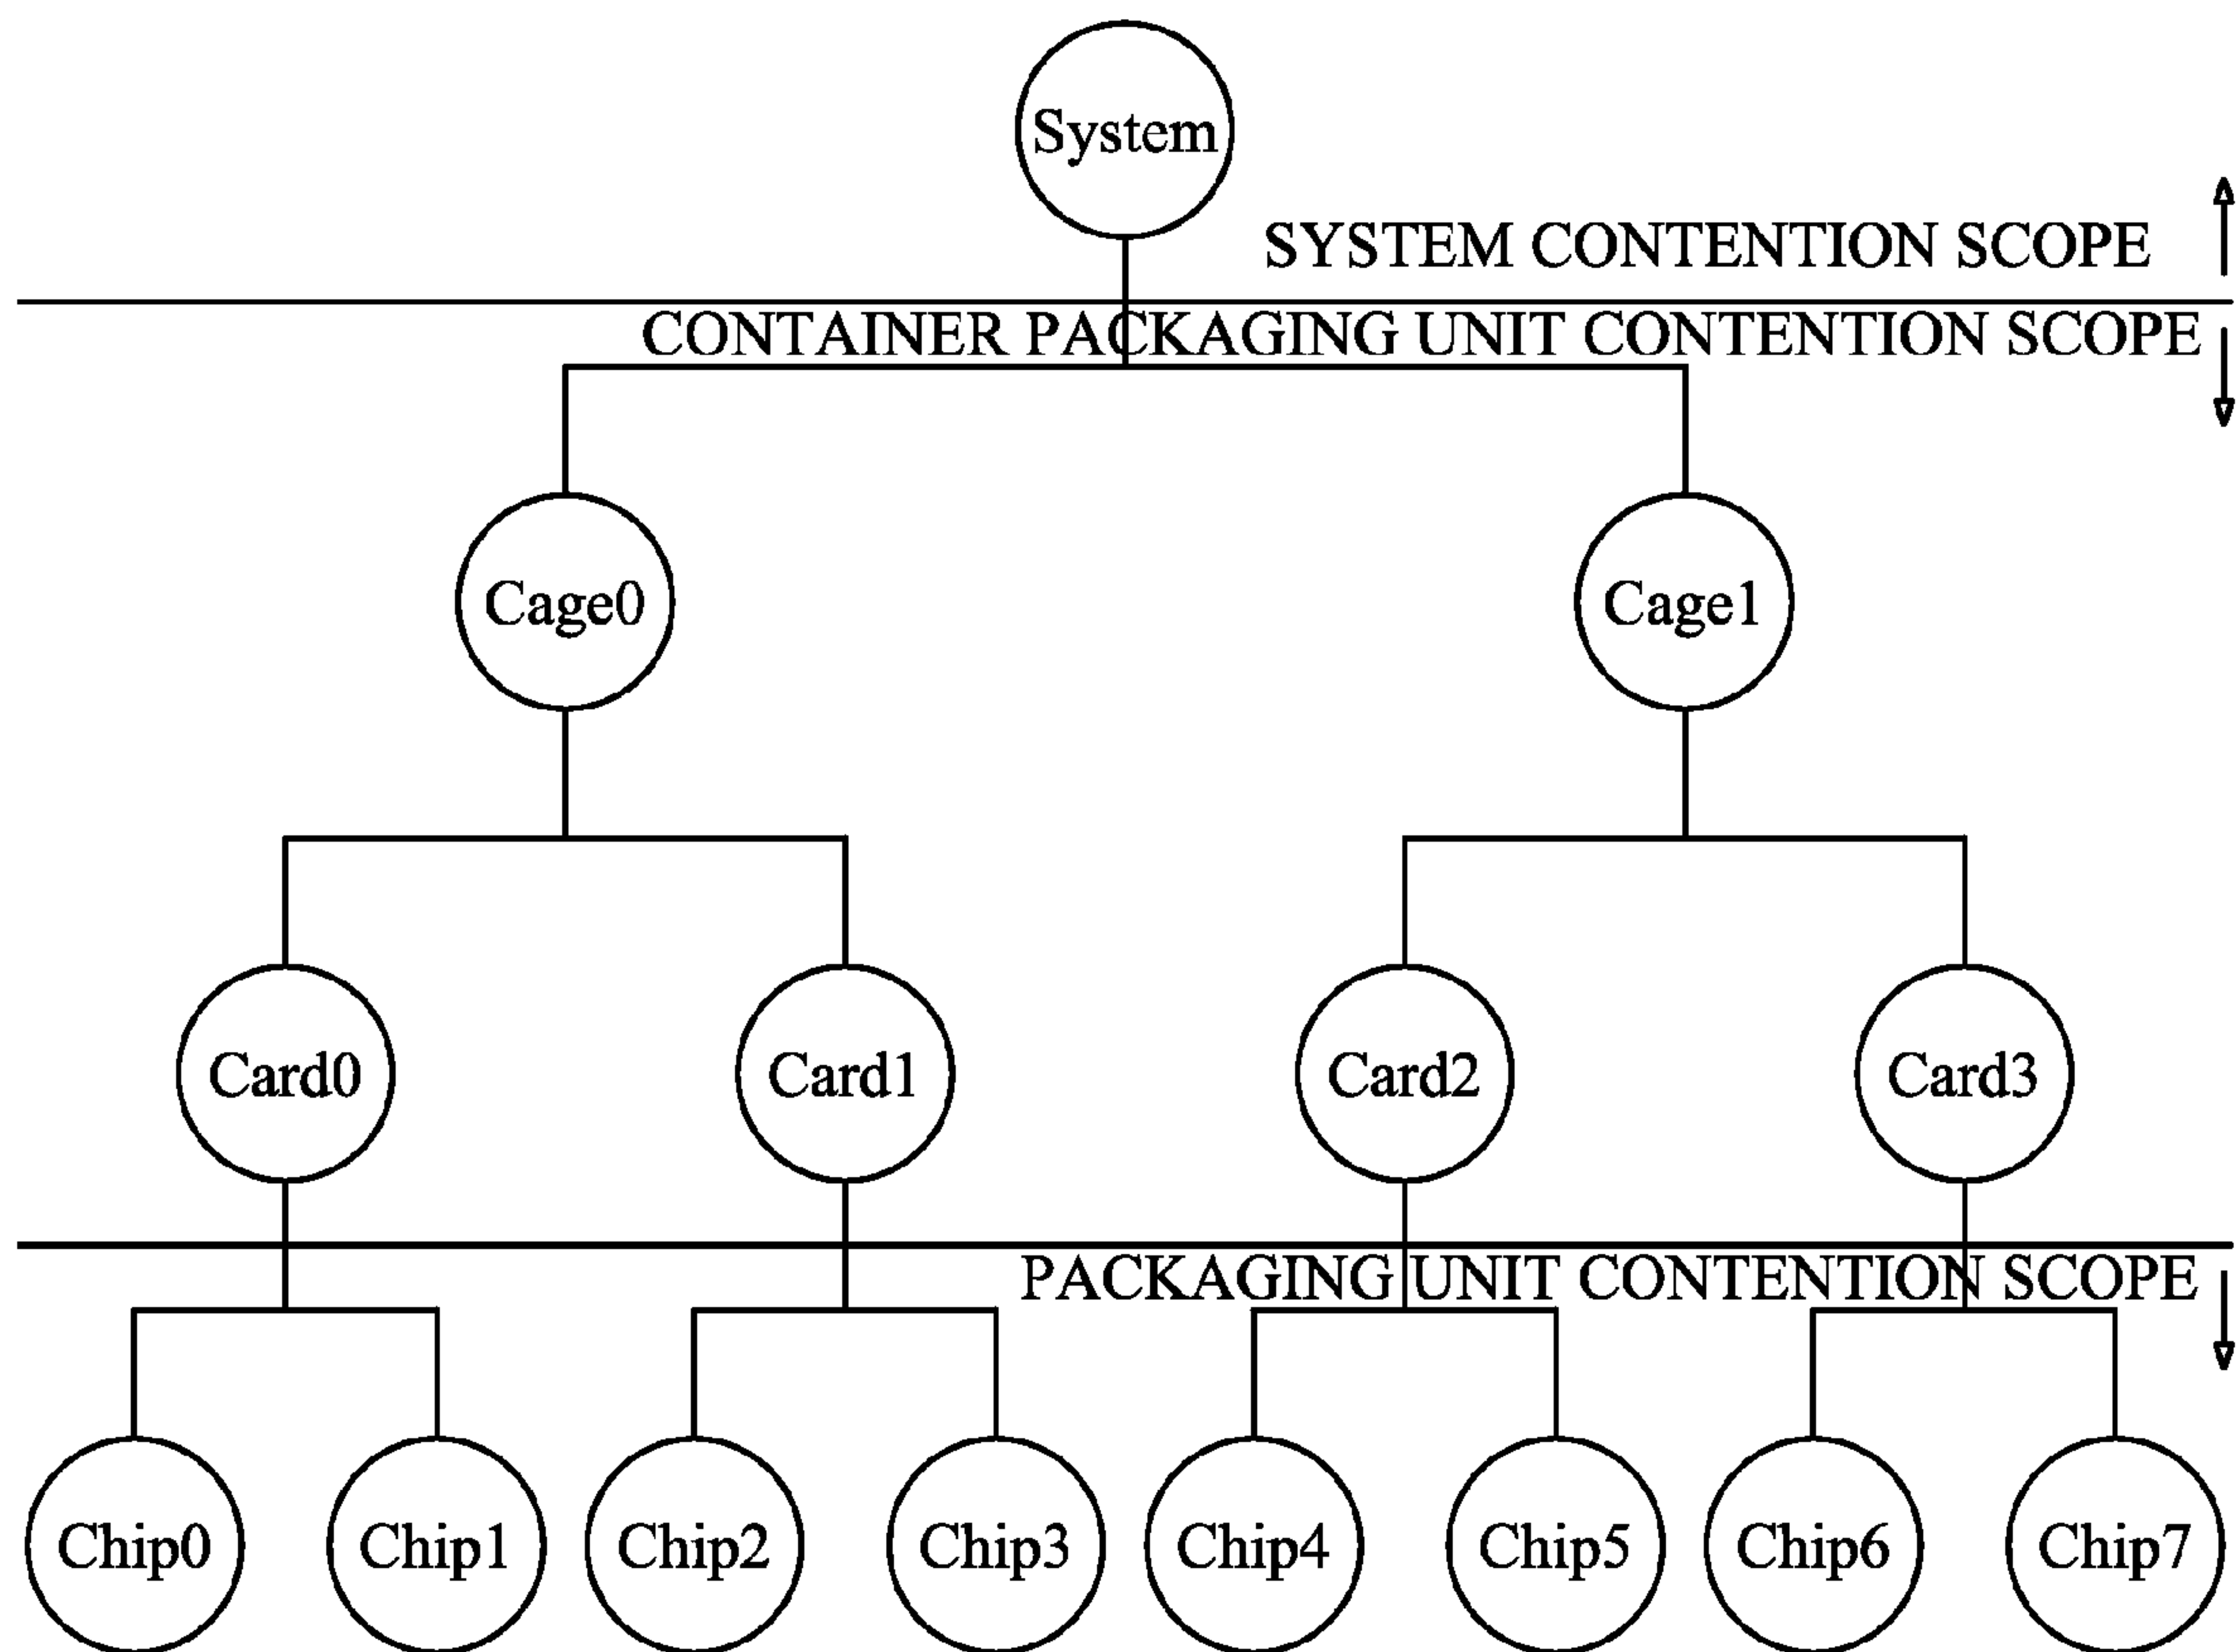 System
SYSTEM CONTENTION SCOPE
CONTAINER PACKAGING UNIT CONTENTION SCOPE
Cage0
Cage1
Card0
Card1
Card2
Card3
PACKAGING UNIT CONTENTION SCOPE
Chip0
Chip1
Chip2
Chip3
Chip4
Chip5
Chip6
Chip7